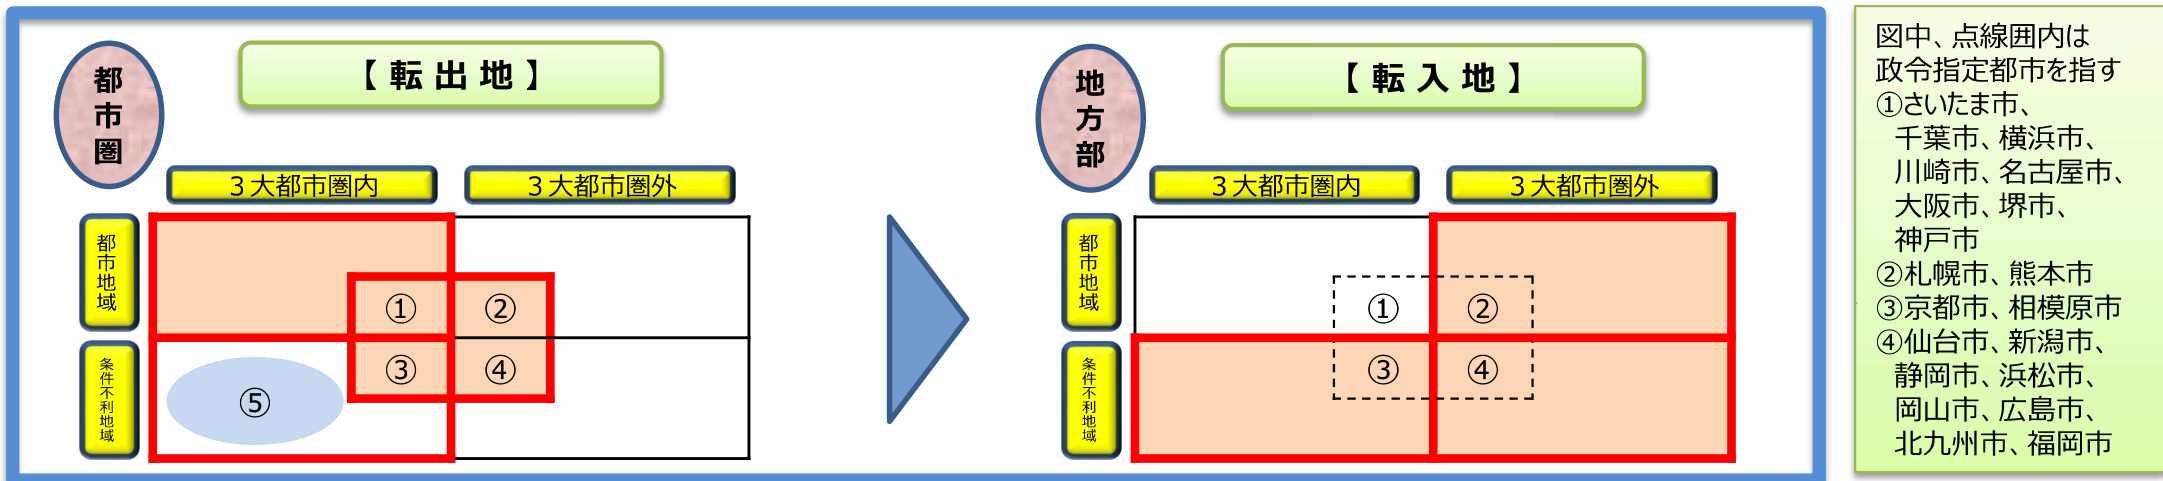 都市圏
【 転 出 地 】
3大都市圏内
3大都市圏外
都市地域
条件不利地域
①
②
③
④
⑤
地方部
【 転 入 地 】
3大都市圏内
3大都市圏外
都市地域
条件不利地域
①
②
③
④
図中、点線囲内は
政令指定都市を指す
①さいたま市、
千葉市、横浜市、
川崎市、名古屋市、
大阪市、堺市、
神戸市
②札幌市、熊本市
③京都市、相模原市
④仙台市、新潟市、
静岡市、浜松市、
岡山市、広島市、
北九州市、福岡市